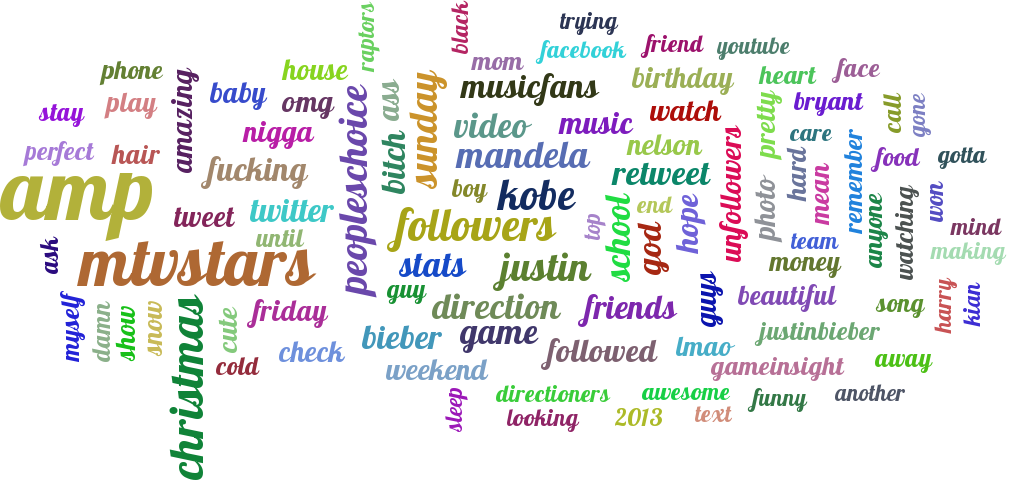 trying
black
raptors
facebook
friend
youtube
mom
phone
house
musicfans
birthday
heart
face
amazing
baby
omg
peopleschoice
ass
sunday
stay
play
watch
pretty
bryant
call
gone
video
music
nigga
perfect
hair
fucking
bitch
mandela
nelson
care
hard
remember
food
gotta
retweet
unfollowers
amp
boy
kobe
mean
photo
won
tweet
twitter
followers
top
end
school
hope
god
anyone
watching
mind
until
team
making
ask
mtvstars
stats
justin
money
guy
guys
beautiful
myself
damn
show
snow
christmas
cute
friday
direction
friends
song
harry
kian
bieber
game
justinbieber
cold
check
followed
lmao
gameinsight
away
weekend
sleep
directioners
awesome
funny
another
looking
2013
text